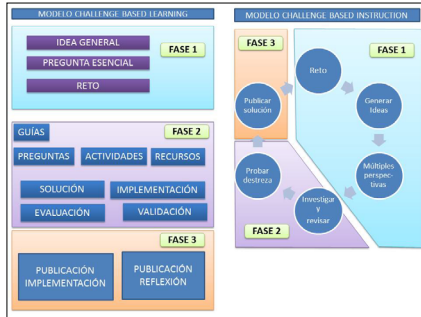 MODELO CHALLENGE BASED LEARNING
IDEA GENERAL
PREGUNTA ESENCIAL
RETO
FASE 1
FASE 2
GUÍAS
PREGUNTAS
ACTIVIDADES
RECURSOS
SOLUCIÓN
IMPLEMENTACIÓN
EVALUACIÓN
VALIDACIÓN
FASE 3
PUBLICACIÓN
IMPLEMENTACIÓN
PUBLICACIÓN
REFLEXIÓN
MODELO CHALLENGE BASED INSTRUCTION
FASE 3
FASE 1
Reto
Generar
Ideas
Múltiples
perspec-
tivas
Investigar
y
revisar
Probar
destreza
Publicar
solución
FASE 2